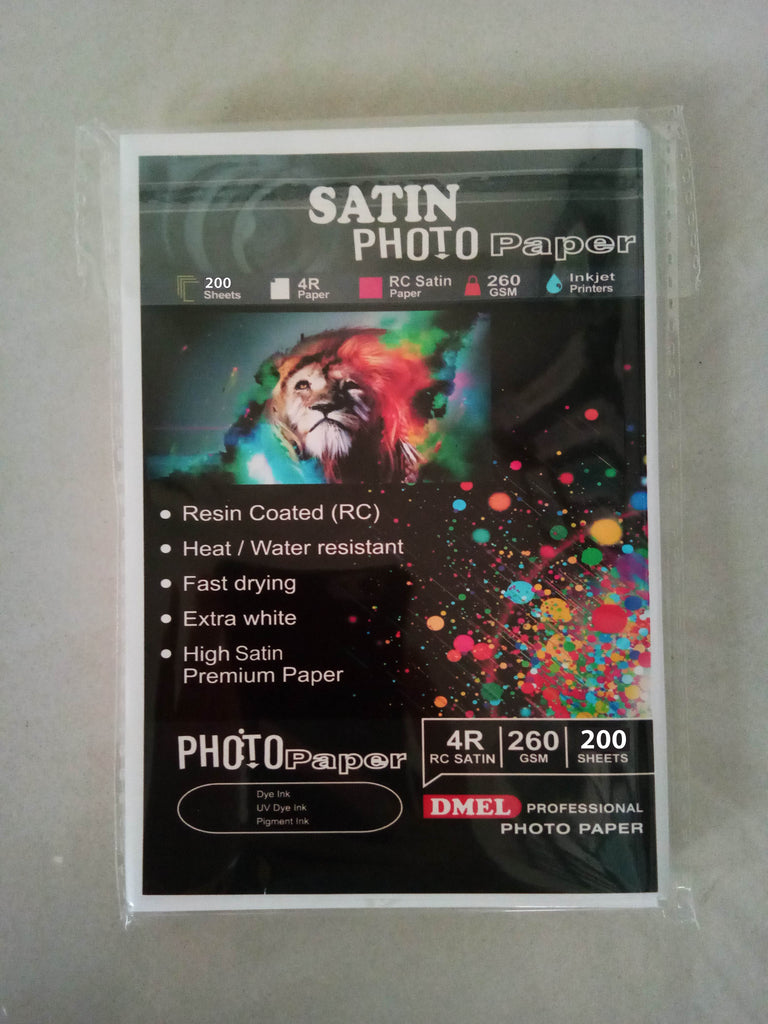 SATIN
PHOTO Paper
200 Sheets
4R Paper
RC Satin Paper
260 GSM
Inkjet Printers
• Resin Coated (RC)
• Heat / Water resistant
• Fast drying
• Extra white
• High Satin
Premium Paper
PHOTO Paper
Dye Ink
UV Dye Ink
Pigment Ink
4R RC SATIN
260 GSM
200 SHEETS
DMEL PROFESSIONAL
PHOTO PAPER